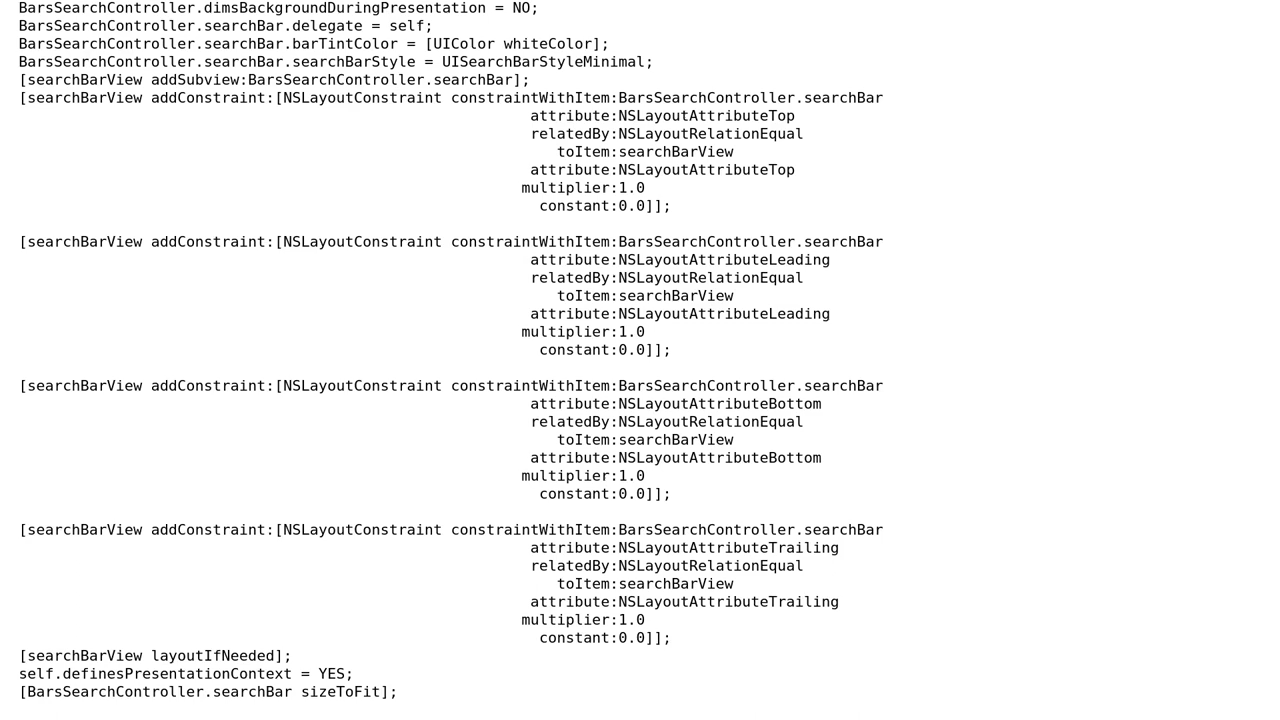 BarsSearchController.dimsBackgroundDuringPresentation = NO;
BarsSearchController.searchBar.delegate = self;
BarsSearchController.searchBar.barTintColor = [UIColor whiteColor];
BarsSearchController.searchBar.searchBarStyle = UISearchBarStyleMinimal;
[searchBarView addSubview:BarsSearchController.searchBar];
[searchBarView addConstraint:[NSLayoutConstraint constraintWithItem:BarsSearchController.searchBar
attribute:NSLayoutAttributeTop
relatedBy:NSLayoutRelationEqual
toItem:searchBarView
attribute:NSLayoutAttributeTop
multiplier:1.0
constant:0.0]];
[searchBarView addConstraint:[NSLayoutConstraint constraintWithItem:BarsSearchController.searchBar
attribute:NSLayoutAttributeLeading
relatedBy:NSLayoutRelationEqual
toItem:searchBarView
attribute:NSLayoutAttributeLeading
multiplier:1.0
constant:0.0]];
[searchBarView addConstraint:[NSLayoutConstraint constraintWithItem:BarsSearchController.searchBar
attribute:NSLayoutAttributeBottom
relatedBy:NSLayoutRelationEqual
toItem:searchBarView
attribute:NSLayoutAttributeBottom
multiplier:1.0
constant:0.0]];
[searchBarView addConstraint:[NSLayoutConstraint constraintWithItem:BarsSearchController.searchBar
attribute:NSLayoutAttributeTrailing
relatedBy:NSLayoutRelationEqual
toItem:searchBarView
attribute:NSLayoutAttributeTrailing
multiplier:1.0
constant:0.0]];
[searchBarView layoutIfNeeded];
self.definesPresentationContext = YES;
[BarsSearchController.searchBar sizeToFit];